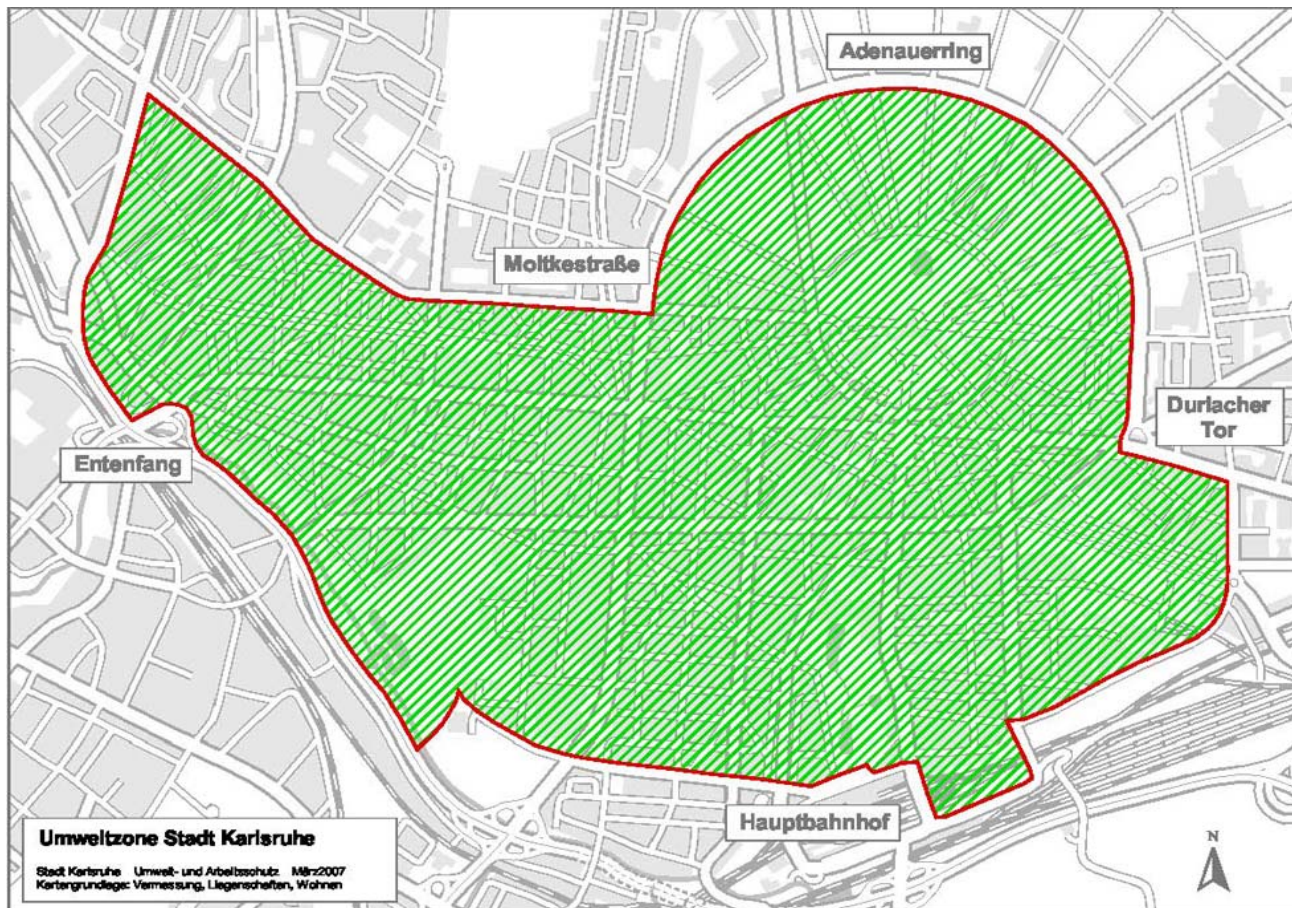 Adenauerring
Moltkestraße
Durlacher
Tor
Entenfang
Hauptbahnhof
Umweltzone Stadt Karlsruhe
Stadt Karlsruhe Umwelt- und Arbeitsschutz März2007
Kartengrundlage: Vermessung, Liegenschaften, Wohnen
N